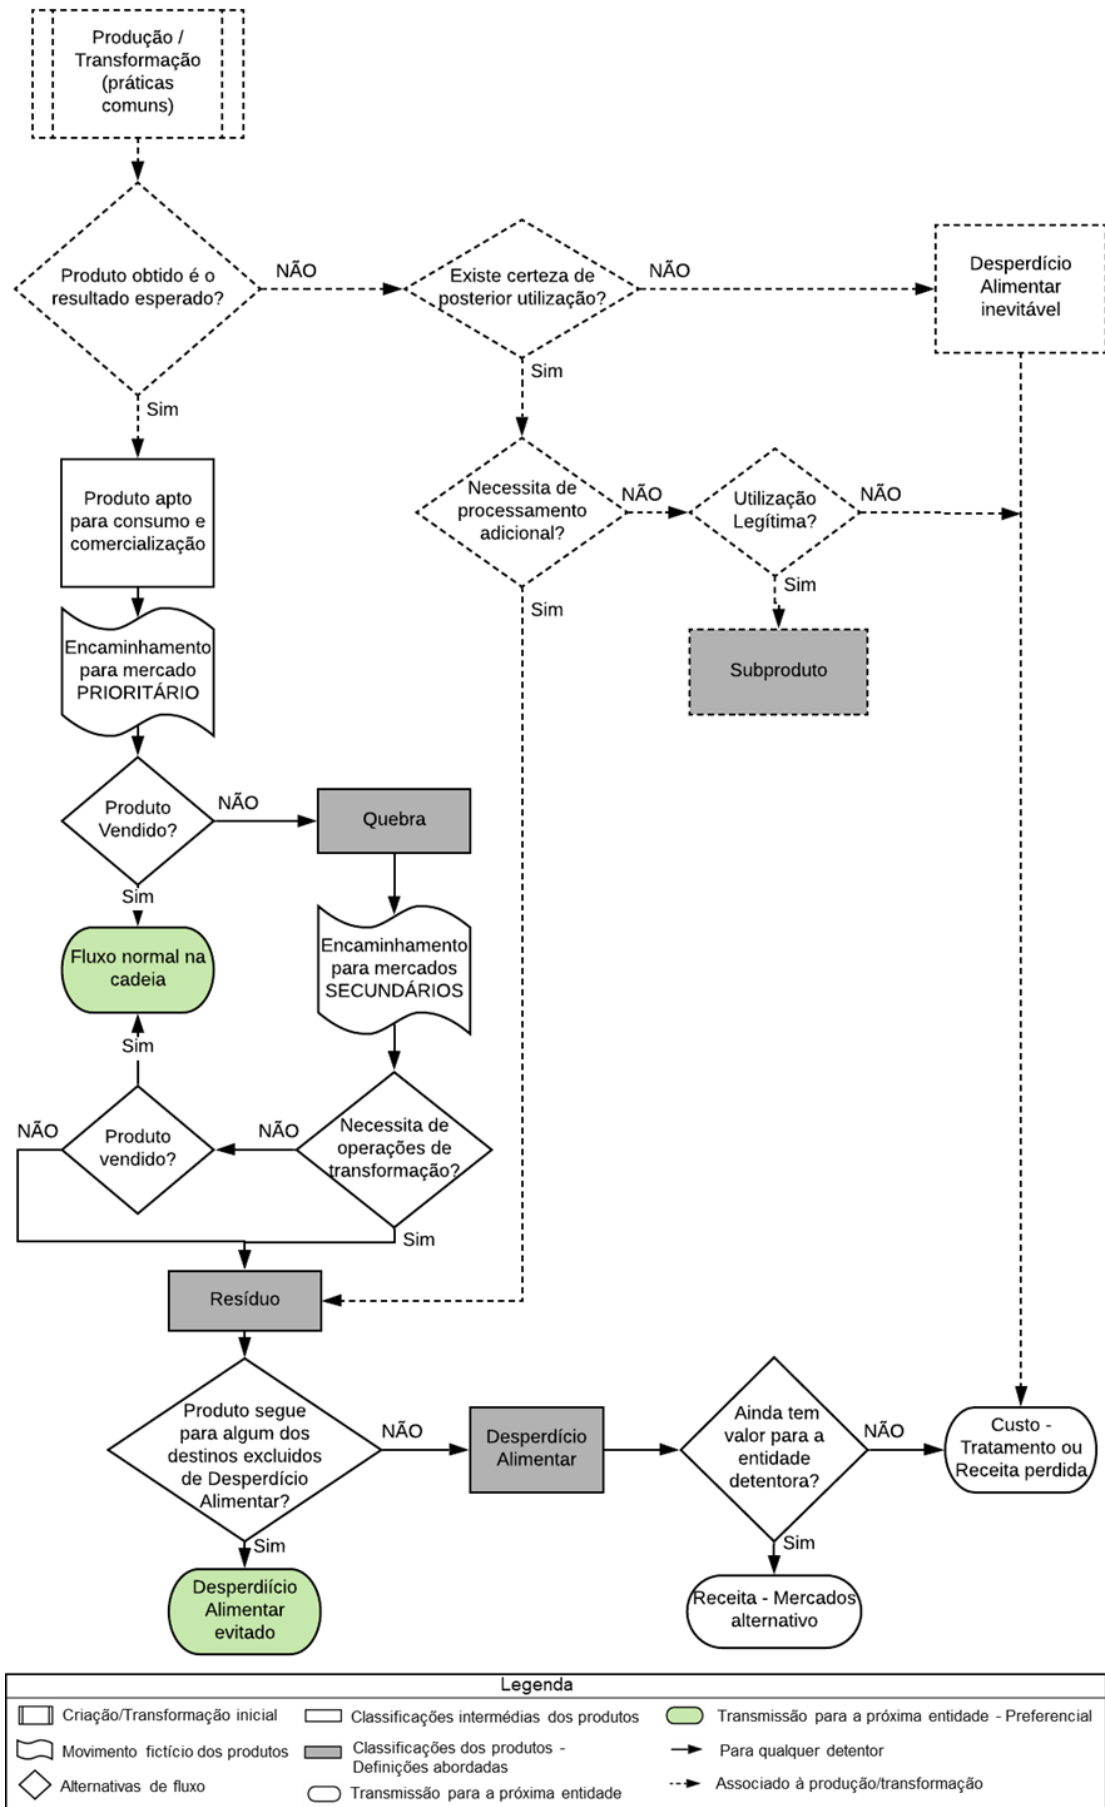 Produção /
Transformação
(práticas
comuns)
Produto obtido é o
resultado esperado?
NÃO
Existe certeza de
posterior utilização?
NÃO
Desperdício
Alimentar
inevitável
Sim
Sim
Produto apto
para consumo e
comercialização
Necessita de
processamento
adicional?
NÃO
Utilização
Legítima?
NÃO
Sim
Sim
Encaminhamento
para mercado
PRIORITÁRIO
Subproduto
Produto
Vendido?
NÃO
Quebra
Sim
Fluxo normal na
cadeia
Encaminhamento
para mercados
SECUNDÁRIOS
Sim
NÃO
Produto
vendido?
NÃO
Necessita de
operações de
transformação?
Sim
Resíduo
Produto segue
para algum dos
destinos excluidos
de Desperdício
Alimentar?
NÃO
Desperdício
Alimentar
Ainda tem
valor para a
entidade
detentora?
NÃO
Custo -
Tratamento ou
Receita perdida
Sim
Sim
Desperdiício
Alimentar
evitado
Receita - Mercados
alternativo
Legenda
Criação/Transformação inicial
Classificações intermédias dos produtos
Transmissão para a próxima entidade - Preferencial
Movimento fictício dos produtos
Classificações dos produtos -
Definições abordadas
Para qualquer detentor
Alternativas de fluxo
Transmissão para a próxima entidade
Associado à produção/transformação